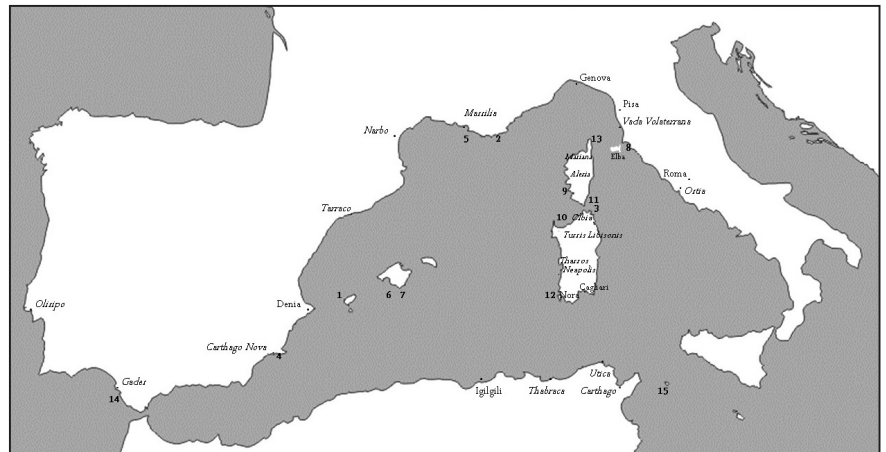 Genova
Pisa
Massilia
Vada Volaterrana
Narbo
5
2
13
8
Mariana
Elba
Alesia
Roma
9
Ostia
11
3
Tarraco
10
Olbia
Turris Libisonis
Tharros
Neapolis
Cagliari
1
6
7
12
Nora
Olisipo
Denia
Carthago Nova
4
Utica
Gades
14
Igilgili
Thabraca
Carthago
15